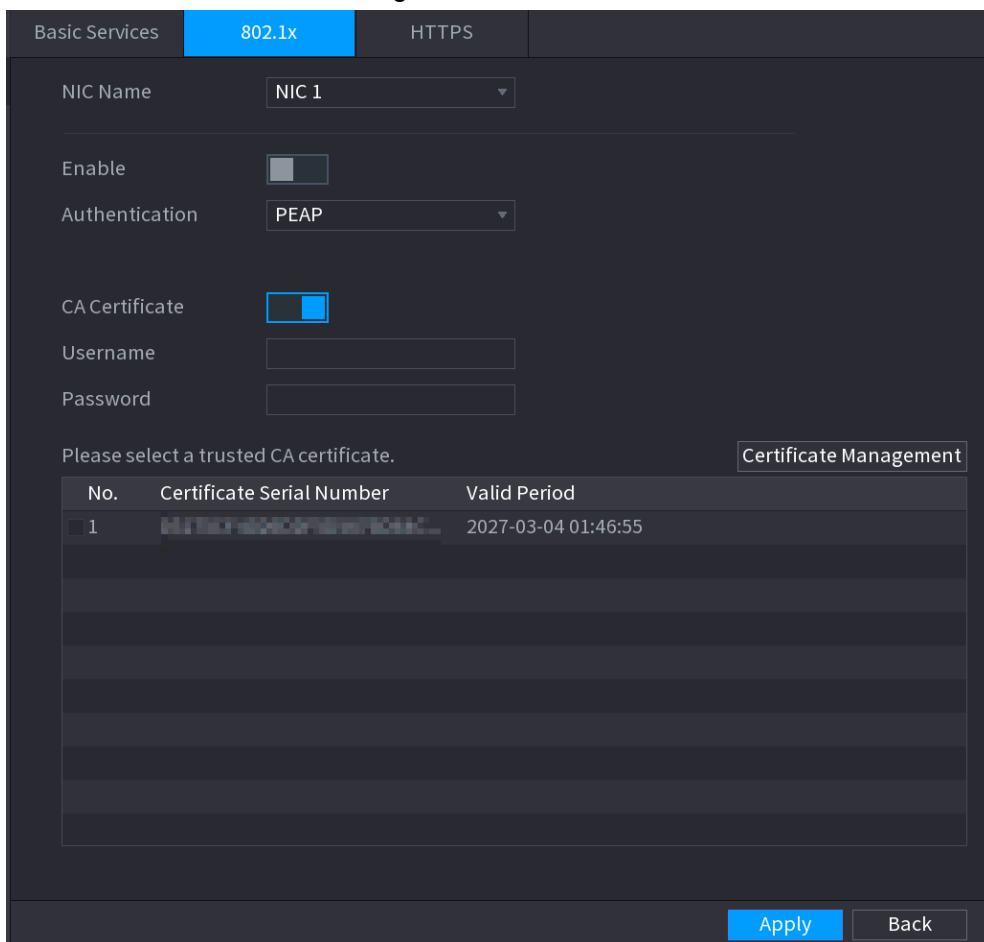 Basic Services 802.1x HTTPS
NIC Name NIC 1
Enable
Authentication PEAP
CA Certificate
Username
Password
Please select a trusted CA certificate. Certificate Management
No. Certificate Serial Number Valid Period
1 2027-03-04 01:46:55
Apply Back